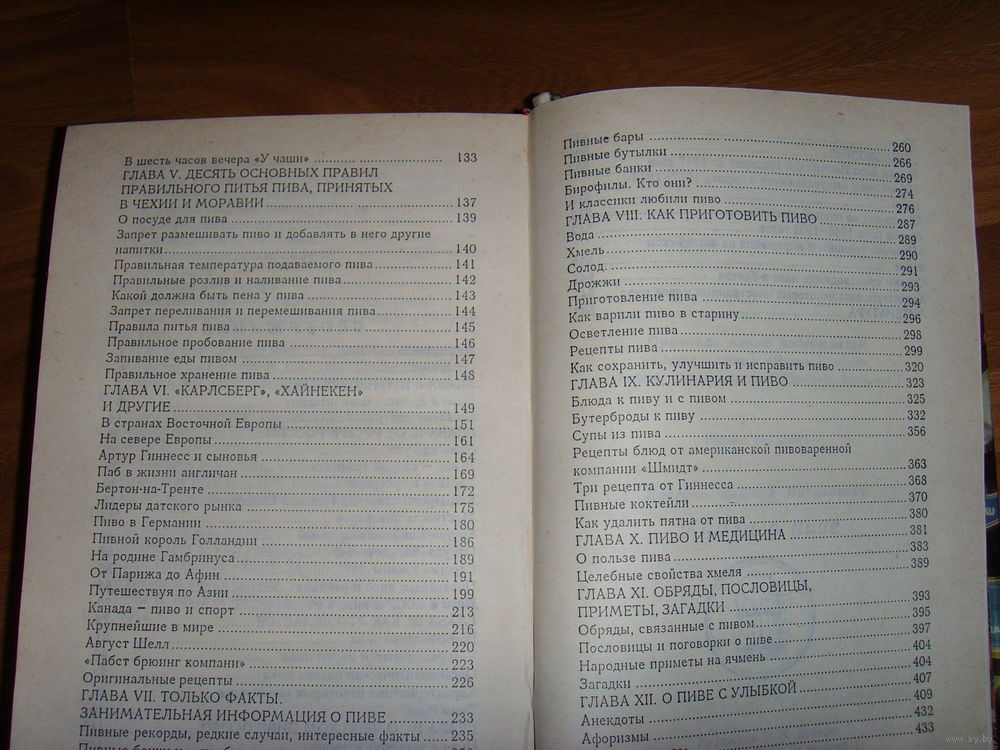 В шесть часов вечера «У чаши» ........................ 133
ГЛАВА V. ДЕСЯТЬ ОСНОВНЫХ ПРАВИЛ
ПРАВИЛЬНОГО ПИТЬЯ ПИВА, ПРИНЯТЫХ
В ЧЕХИИ И МОРАВИИ ........................ 137
О посуде для пива ........................ 139
Запрет размешивать пиво и добавлять в него другие
напитки ........................ 140
Правильная температура подаваемого пива ........................ 141
Правильные розлив и наливание пива ........................ 142
Какой должна быть пена у пива ........................ 143
Запрет переливания и перемешивания пива ........................ 144
Правила питья пива ........................ 145
Правильное пробование пива ........................ 146
Запивание еды пивом ........................ 147
Правильное хранение пива ........................ 148
ГЛАВА VI. «КАРЛСБЕРГ», «ХАЙНЕКЕН»
И ДРУГИЕ ........................ 149
В странах Восточной Европы ........................ 151
На севере Европы ........................ 161
Артур Гиннесс и сыновья ........................ 164
Паб в жизни англичан ........................ 169
Бертон-на-Тренте ........................ 172
Лидеры датского рынка ........................ 175
Пиво в Германии ........................ 180
Пивной король Голландии ........................ 186
На родине Гамбринуса ........................ 189
От Парижа до Афин ........................ 191
Путешествуя по Азии ........................ 199
Канада – пиво и спорт ........................ 213
Крупнейшие в мире ........................ 216
Август Шелл ........................ 220
«Пабст брюинг компани» ........................ 223
Оригинальные рецепты ........................ 226
ГЛАВА VII. ТОЛЬКО ФАКТЫ.
ЗАНИМАТЕЛЬНАЯ ИНФОРМАЦИЯ О ПИВЕ ........................ 233
Пивные рекорды, редкие случаи, интересные факты ..... 235
Пивные бары ........................ 260
Пивные бутылки ........................ 266
Пивные банки ........................ 269
Бирофилы. Кто они? ........................ 274
И классики любили пиво ........................ 276
ГЛАВА VIII. КАК ПРИГОТОВИТЬ ПИВО ........................ 287
Вода ........................ 289
Хмель ........................ 290
Солод ........................ 291
Дрожжи ........................ 293
Приготовление пива ........................ 294
Как варили пиво в старину ........................ 296
Осветление пива ........................ 298
Рецепты пива ........................ 299
Как сохранить, улучшить и исправить пиво ........................ 320
ГЛАВА IX. КУЛИНАРИЯ И ПИВО ........................ 323
Блюда к пиву и с пивом ........................ 325
Бутерброды к пиву ........................ 332
Супы из пива ........................ 356
Рецепты блюд от американской пивоваренной
компании «Шмидт» ........................ 363
Три рецепта от Гиннесса ........................ 368
Пивные коктейли ........................ 370
Как удалить пятна от пива ........................ 380
ГЛАВА X. ПИВО И МЕДИЦИНА ........................ 381
О пользе пива ........................ 383
Целебные свойства хмеля ........................ 389
ГЛАВА XI. ОБРЯДЫ, ПОСЛОВИЦЫ,
ПРИМЕТЫ, ЗАГАДКИ ........................ 393
Обряды, связанные с пивом ........................ 395
Пословицы и поговорки о пиве ........................ 397
Народные приметы на ячмень ........................ 404
Загадки ........................ 404
ГЛАВА XII. О ПИВЕ С УЛЫБКОЙ ........................ 407
Анекдоты ........................ 409
Афоризмы ........................ 432
433
www.ay.by